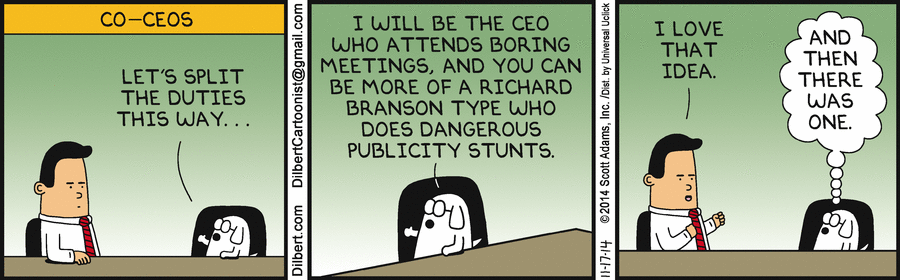 CO-CEOS
LET'S SPLIT
THE DUTIES
THIS WAY...
Dilbert.com DilbertCartoonist@gmail.com
I WILL BE THE CEO
WHO ATTENDS BORING
MEETINGS, AND YOU CAN
BE MORE OF A RICHARD
BRANSON TYPE WHO
DOES DANGEROUS
PUBLICITY STUNTS.
11-17-14 ©2014 Scott Adams, Inc. /Dist. by Universal Uclick
I LOVE
THAT
IDEA.
AND
THEN
THERE
WAS
ONE.